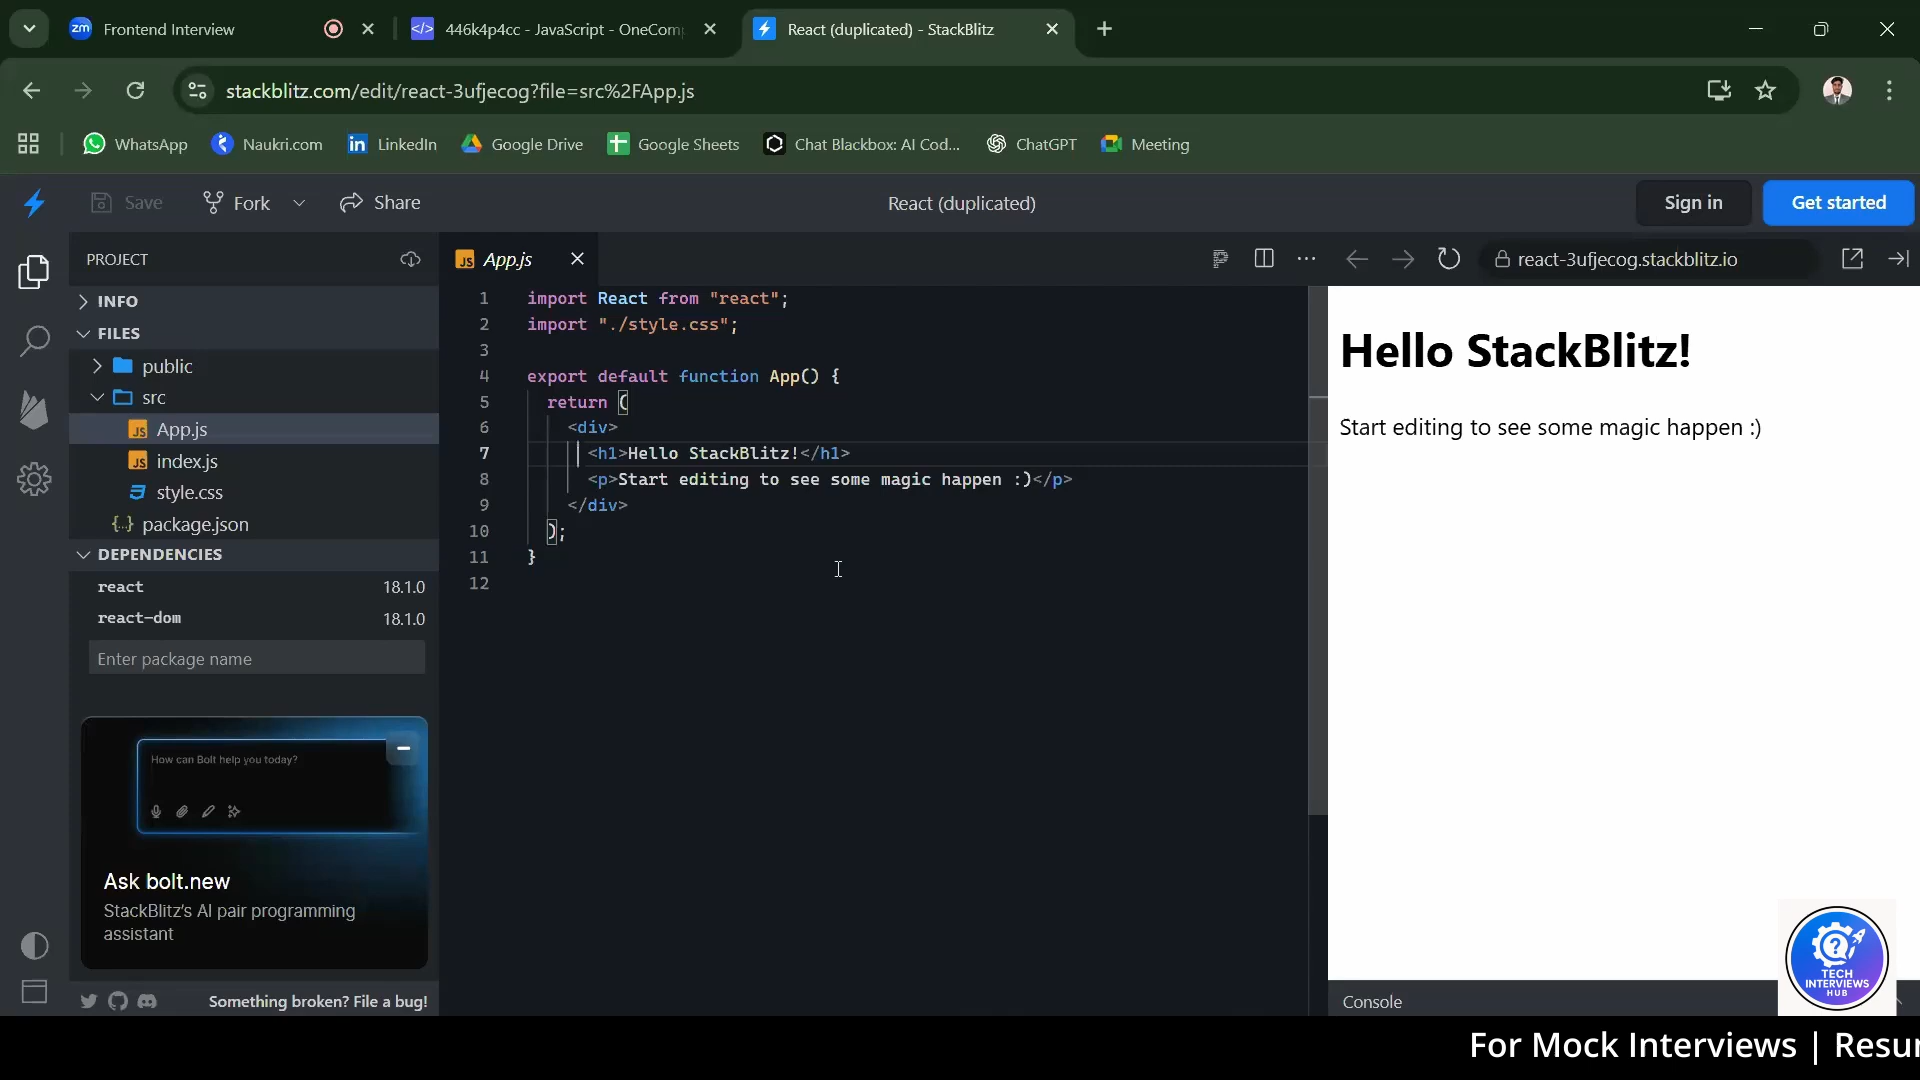 Frontend Interview
446k4p4cc - JavaScript - OneComp
React (duplicated) - StackBlitz
stackblitz.com/edit/react-3ufjecog?file=src%2FApp.js
WhatsApp
Naukri.com
LinkedIn
Google Drive
Google Sheets
Chat Blackbox: AI Cod...
ChatGPT
Meeting
Save
Fork
Share
React (duplicated)
Sign in
Get started
PROJECT
INFO
FILES
public
src
App.js
index.js
style.css
package.json
DEPENDENCIES
react 18.1.0
react-dom 18.1.0
Enter package name
How can Bolt help you today?
Ask bolt.new
StackBlitz's AI pair programming
assistant
Something broken? File a bug!
App.js
1 import React from "react";
2 import "./style.css";
3
4 export default function App() {
5 return (
6 <div>
7 <h1>Hello StackBlitz!</h1>
8 <p>Start editing to see some magic happen :)</p>
9 </div>
10 );
11 }
12
react-3ufjecog.stackblitz.io
Hello StackBlitz!
Start editing to see some magic happen :)
Console
TECH
INTERVIEWS
HUB
For Mock Interviews | Resu